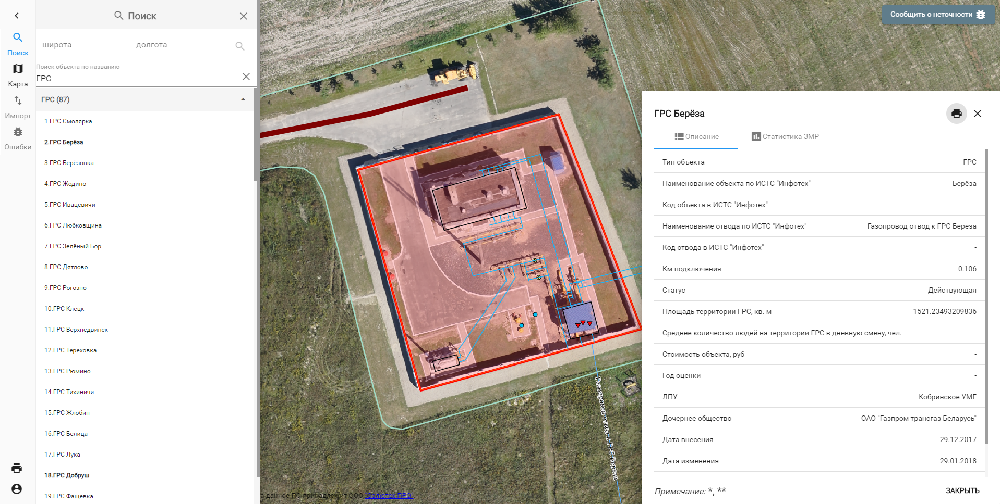 Поиск
Поиск
Карта
Импорт
Ошибки
широта
долгота
Поиск объекта по названию
ГРС
ГРС (87)
1.ГРС Смолярка
2.ГРС Берёза
3.ГРС Берёзовка
4.ГРС Жодино
5.ГРС Ивацевичи
6.ГРС Любковщина
7.ГРС Зелёный Бор
8.ГРС Дятлово
9.ГРС Рогозно
10.ГРС Клецк
11.ГРС Верхнедвинск
12.ГРС Тереховка
13.ГРС Рюмино
14.ГРС Тихиничи
15.ГРС Жлобин
16.ГРС Белица
17.ГРС Лука
18.ГРС Добруш
19.ГРС Фащевка
Газопровод-отвод к ГРС Береза
а данное ПО принадлежит ООО "Солютех ПРО"
Сообщить о неточности
ГРС Берёза
Описание
Статистика ЗМР
Тип объекта ГРС
Наименование объекта по ИСТС "Инфотех" Берёза
Код объекта в ИСТС "Инфотех" -
Наименование отвода по ИСТС "Инфотех" Газопровод-отвод к ГРС Береза
Код отвода в ИСТС "Инфотех" -
Км подключения 0.106
Статус Действующая
Площадь территории ГРС, кв. м 1521.23493209836
Среднее количество людей на территории ГРС в дневную смену, чел. -
Стоимость объекта, руб -
Год оценки -
ЛПУ Кобринское УМГ
Дочернее общество ОАО "Газпром трансгаз Беларусь"
Дата внесения 29.12.2017
Дата изменения 29.01.2018
Примечание: *, **
ЗАКРЫТЬ